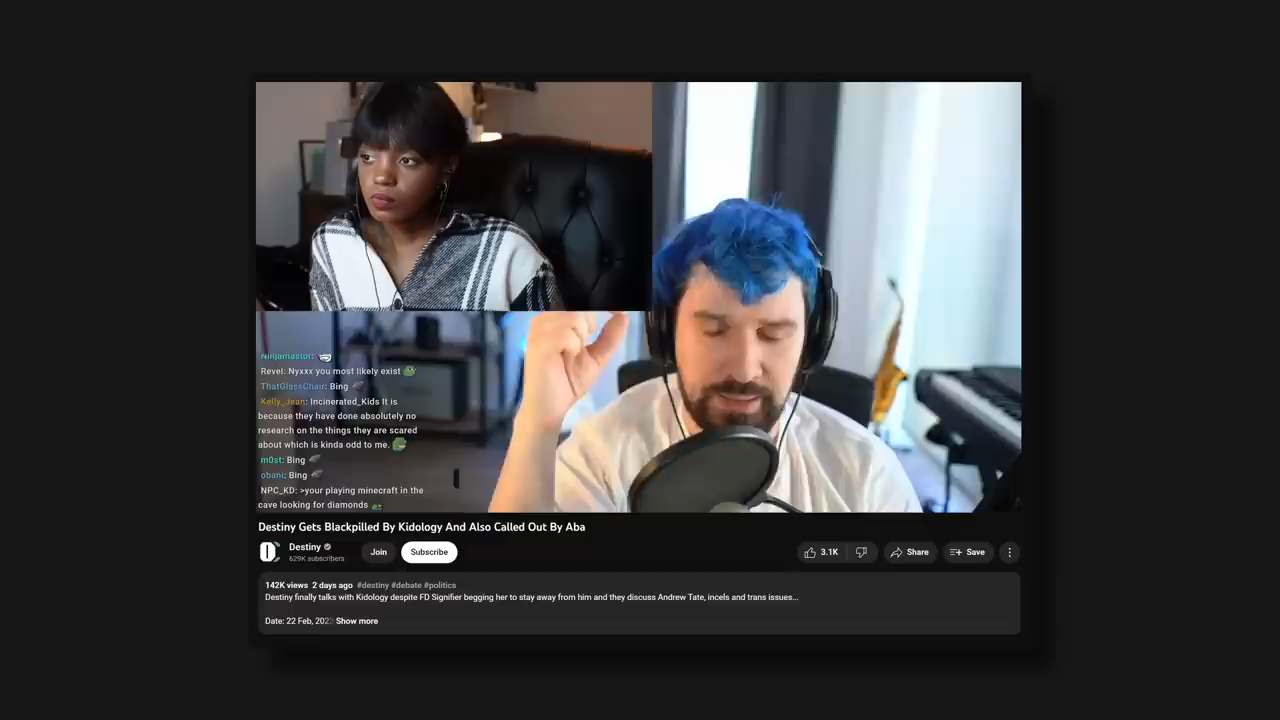 Ninjamastor:
Revel: Nyxxx you most likely exist
ThatGlassChair: Bing
Kelly_Jean: Incinerated_Kids It is
because they have done absolutely no
research on the things they are scared
about which is kinda odd to me.
m0st: Bing
obani: Bing
NPC_KD: >your playing minecraft in the
cave looking for diamonds
Destiny Gets Blackpilled By Kidology And Also Called Out By Aba
Destiny
629K subscribers
Join
Subscribe
3.1K
Share
Save
142K views 2 days ago #destiny #debate #politics
Destiny finally talks with Kidology despite FD Signifier begging her to stay away from him and they discuss Andrew Tate, incels and trans issues...
Date: 22 Feb, 2023 Show more